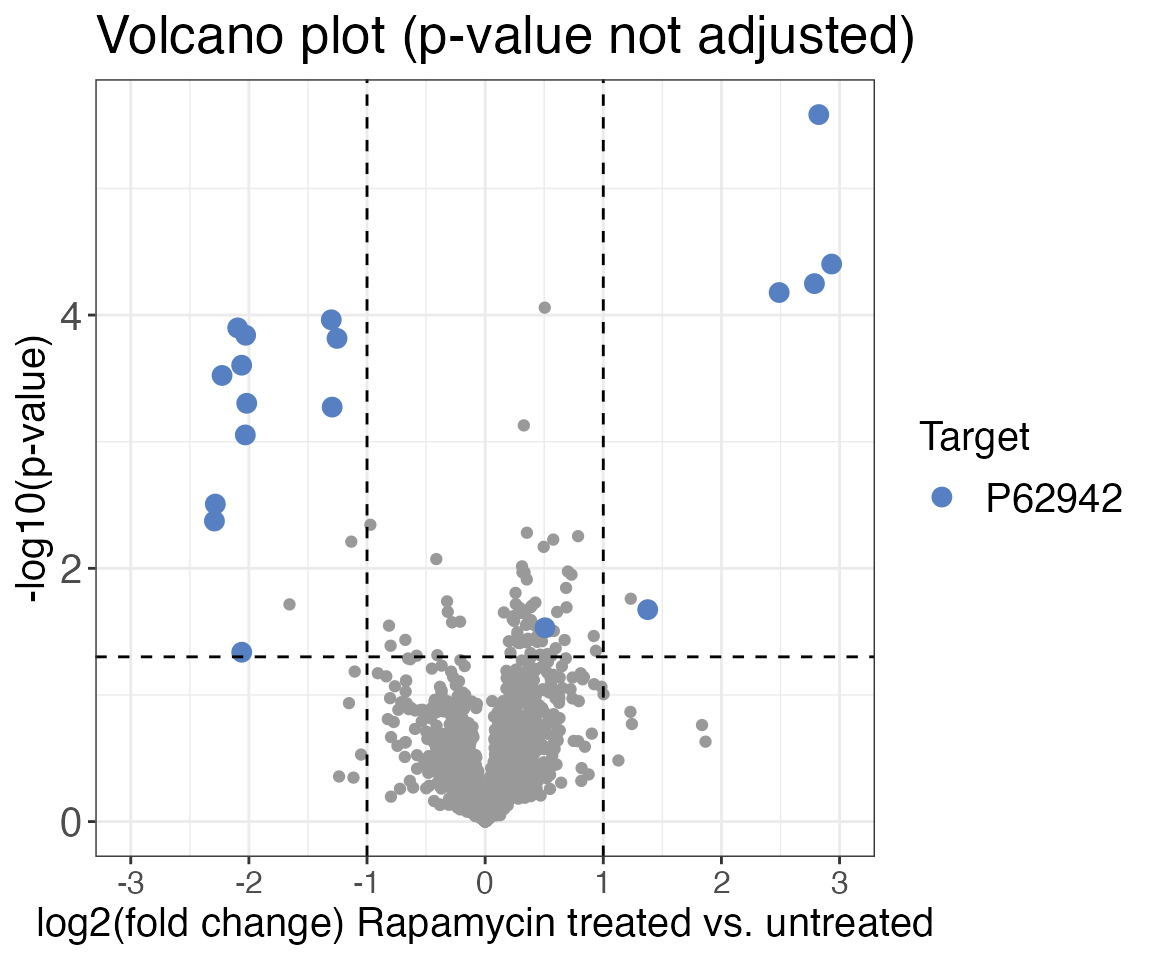 Volcano plot (p-value not adjusted)
-log10(p-value)
4
2
0
-3 -2 -1 0 1 2 3
log2(fold change) Rapamycin treated vs. untreated
Target
P62942